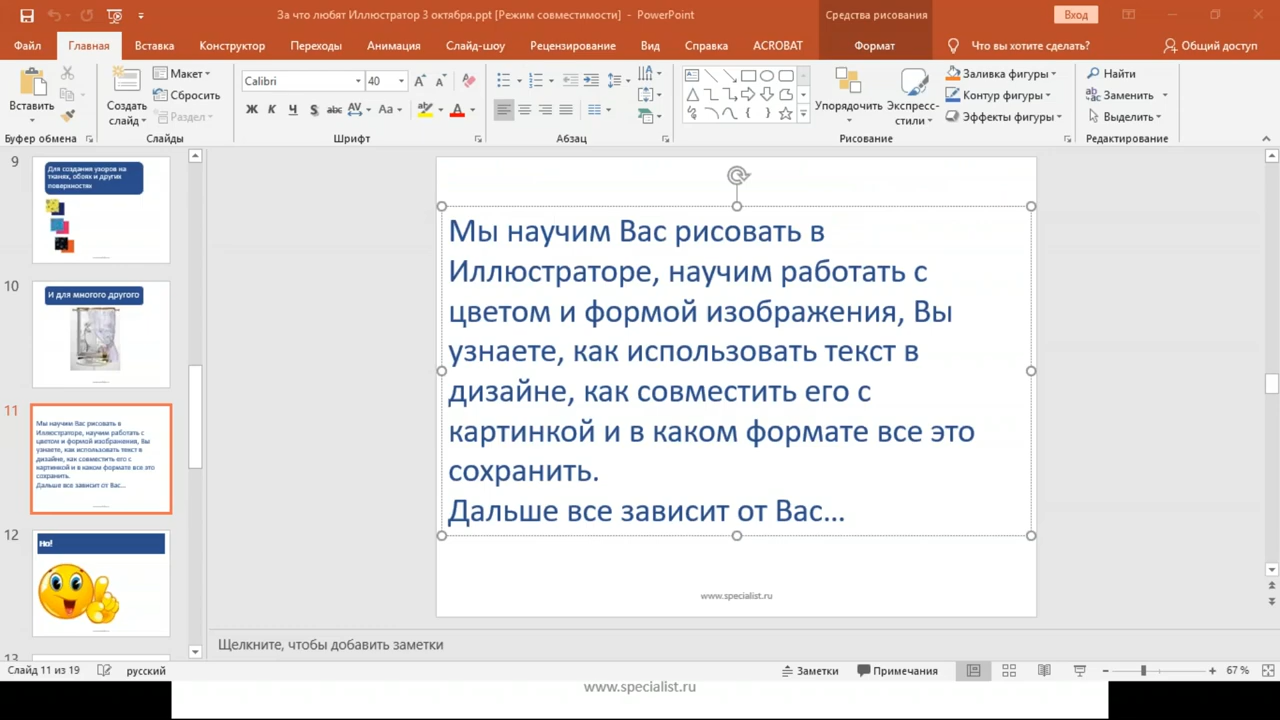 За что любят Иллюстратор 3 октября.ppt [Режим совместимости] - PowerPoint
Средства рисования
Вход
Файл
Главная
Вставка
Конструктор
Переходы
Анимация
Слайд-шоу
Рецензирование
Вид
Справка
ACROBAT
Формат
Что вы хотите сделать?
Общий доступ
Вставить
Буфер обмена
Создать
слайд
Макет
Сбросить
Раздел
Слайды
Calibri
40
Ж К Ч S abc AV Aa
Шрифт
Абзац
Упорядочить
Экспресс-
стили
Заливка фигуры
Контур фигуры
Эффекты фигуры
Рисование
Найти
Заменить
Выделить
Редактирование
9
Для создания узоров на
тканях, обоях и других
поверхностях
10
И для многого другого
11
Мы научим Вас рисовать в
Иллюстраторе, научим работать с
цветом и формой изображения, Вы
узнаете, как использовать текст в
дизайне, как совместить его с
картинкой и в каком формате все это
сохранить.
Дальше все зависит от Вас...
12
Но!
13
Мы научим Вас рисовать в
Иллюстраторе, научим работать с
цветом и формой изображения, Вы
узнаете, как использовать текст в
дизайне, как совместить его с
картинкой и в каком формате все это
сохранить.
Дальше все зависит от Вас...
www.specialist.ru
Щелкните, чтобы добавить заметки
Слайд 11 из 19
русский
Заметки
Примечания
67 %
www.specialist.ru